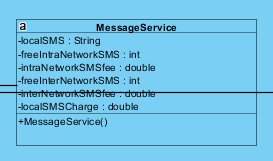 a
MessageService
-localSMS : String
-freeIntraNetworkSMS : int
-intraNetworkSMSfee : double
-freeInterNetworkSMS : int
-interNetworkSMSfee : double
-localSMSCharge : double
+MessageService()